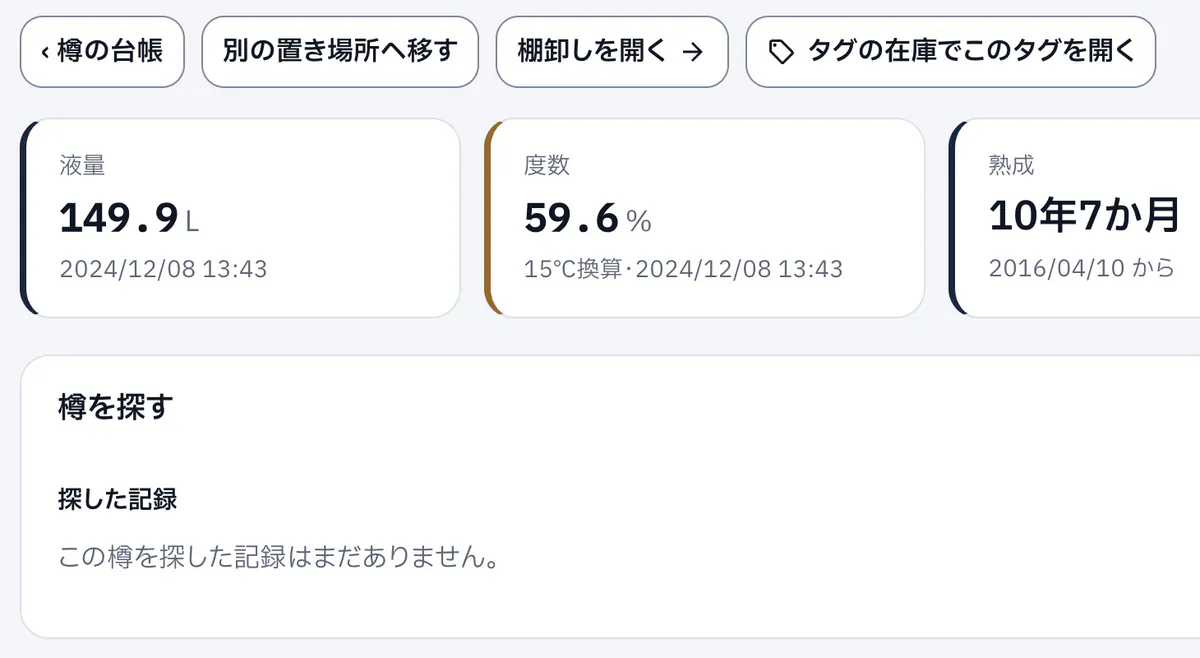 ‹ 樽の台帳
別の置き場所へ移す
棚卸しを開く →
タグの在庫でこのタグを開く
液量
149.9 L
2024/12/08 13:43
度数
59.6 %
15℃換算·2024/12/08 13:43
熟成
10年7か月
2016/04/10 から
樽を探す
探した記録
この樽を探した記録はまだありません。